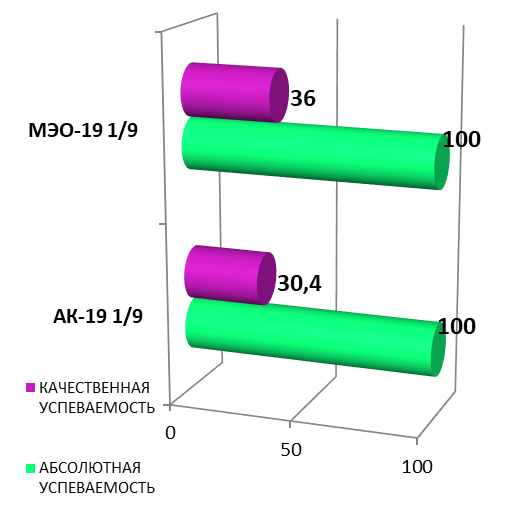 36
МЭО-19 1/9
100
30,4
АК-19 1/9
100
КАЧЕСТВЕННАЯ
УСПЕВАЕМОСТЬ
0
50
100
АБСОЛЮТНАЯ
УСПЕВАЕМОСТЬ